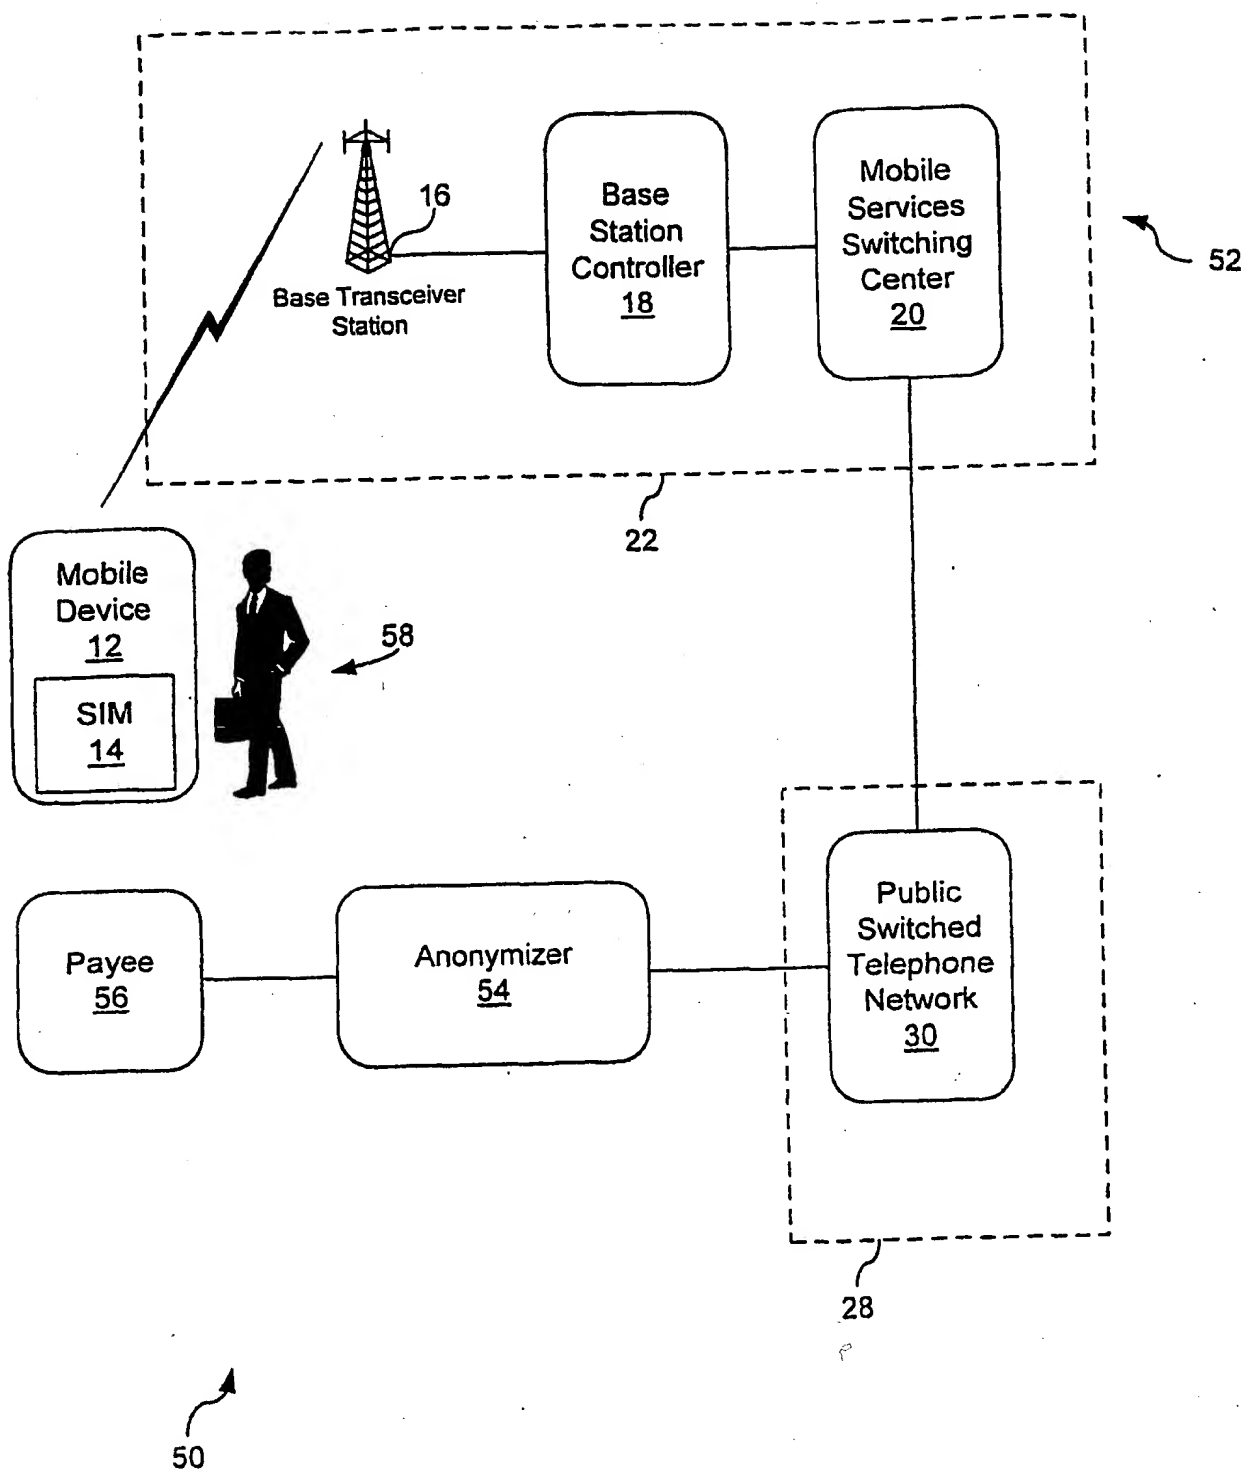 16
Base Transceiver
Station
Base
Station
Controller
18
Mobile
Services
Switching
Center
20
52
22
Mobile
Device
12
SIM
14
58
Payee
56
Anonymizer
54
Public
Switched
Telephone
Network
30
28
50